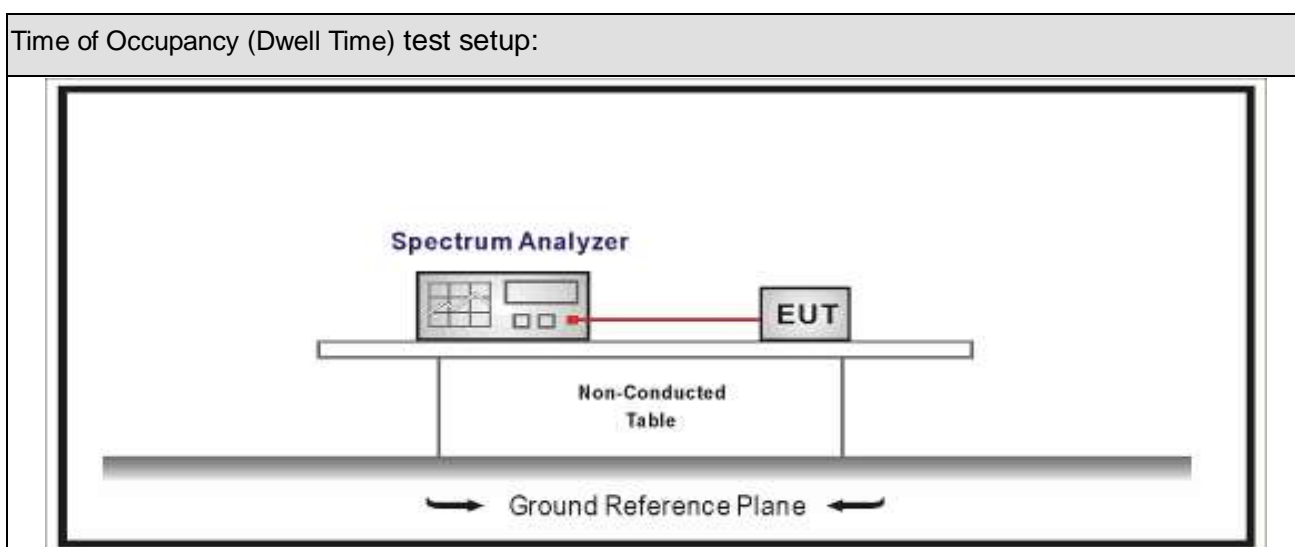 Time of Occupancy (Dwell Time) test setup:
Spectrum Analyzer
EUT
Non-Conducted
Table
Ground Reference Plane